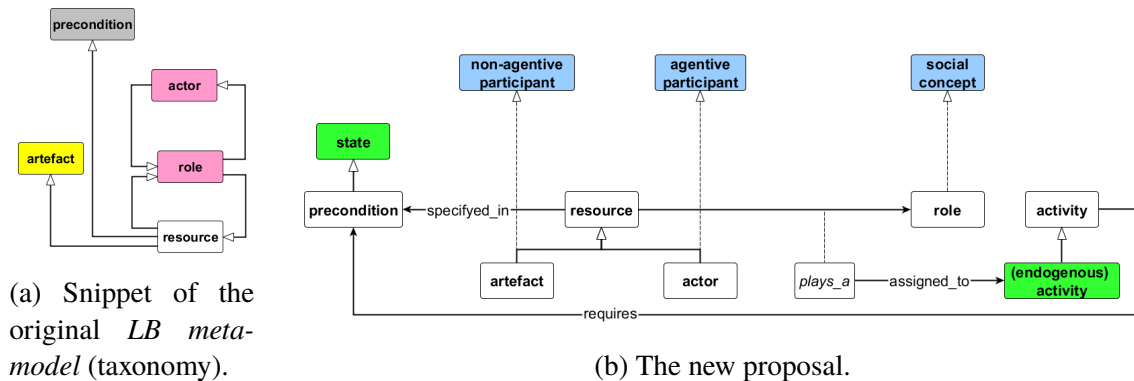 precondition
actor
artefact
role
resource
(a) Snippet of the
original LB meta-
model (taxonomy).
non-agentive
participant
agentive
participant
social
concept
state
precondition
specifyed_in
resource
role
activity
artefact
actor
plays_a
assigned_to
(endogenous)
activity
requires
(b) The new proposal.